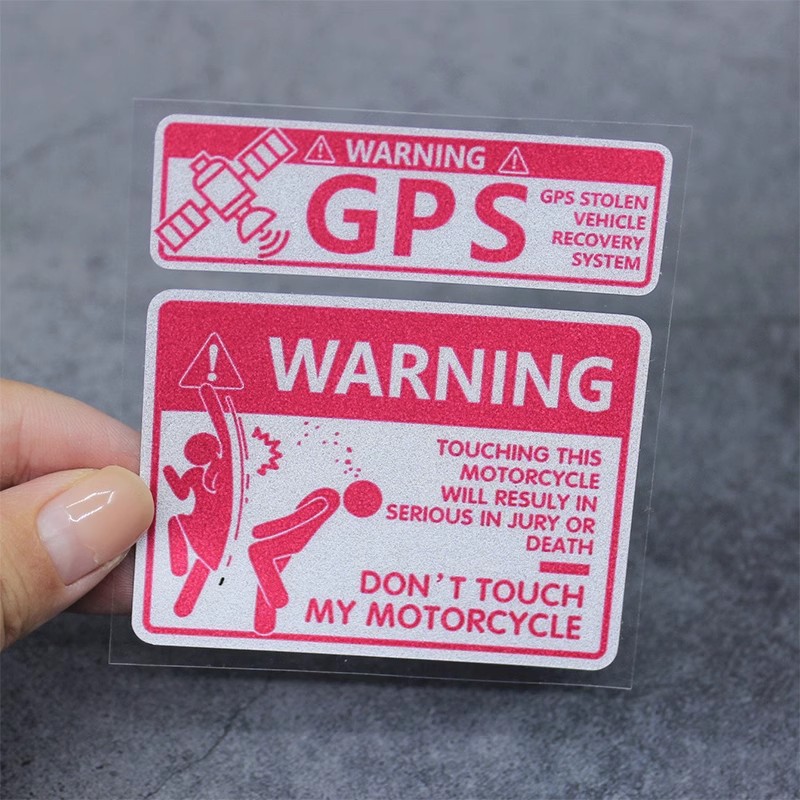 WARNING
GPS
GPS STOLEN
VEHICLE
RECOVERY
SYSTEM
WARNING
TOUCHING THIS
MOTORCYCLE
WILL RESULY IN
SERIOUS IN JURY OR
DEATH
DON'T TOUCH
MY MOTORCYCLE